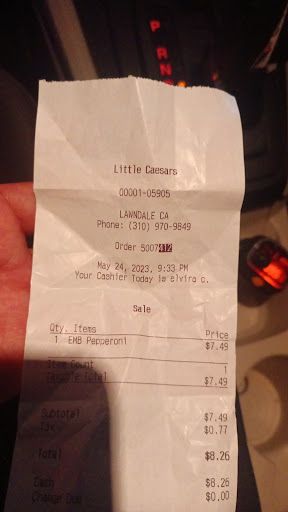 P
R N
Little Caesars
00001-05905
LAWNDALE CA
Phone: (310) 970-9849
Order 5007412
May 24, 2023, 9:33 PM
Your Cashier Today is elvira c.
Sale
Qty. Items Price
1 EMB Pepperoni $7.49
Item Count 1
Taxable Total $7.49
Subtotal $7.49
Tax $0.77
Total $8.26
Cash $8.26
Change Due $0.00